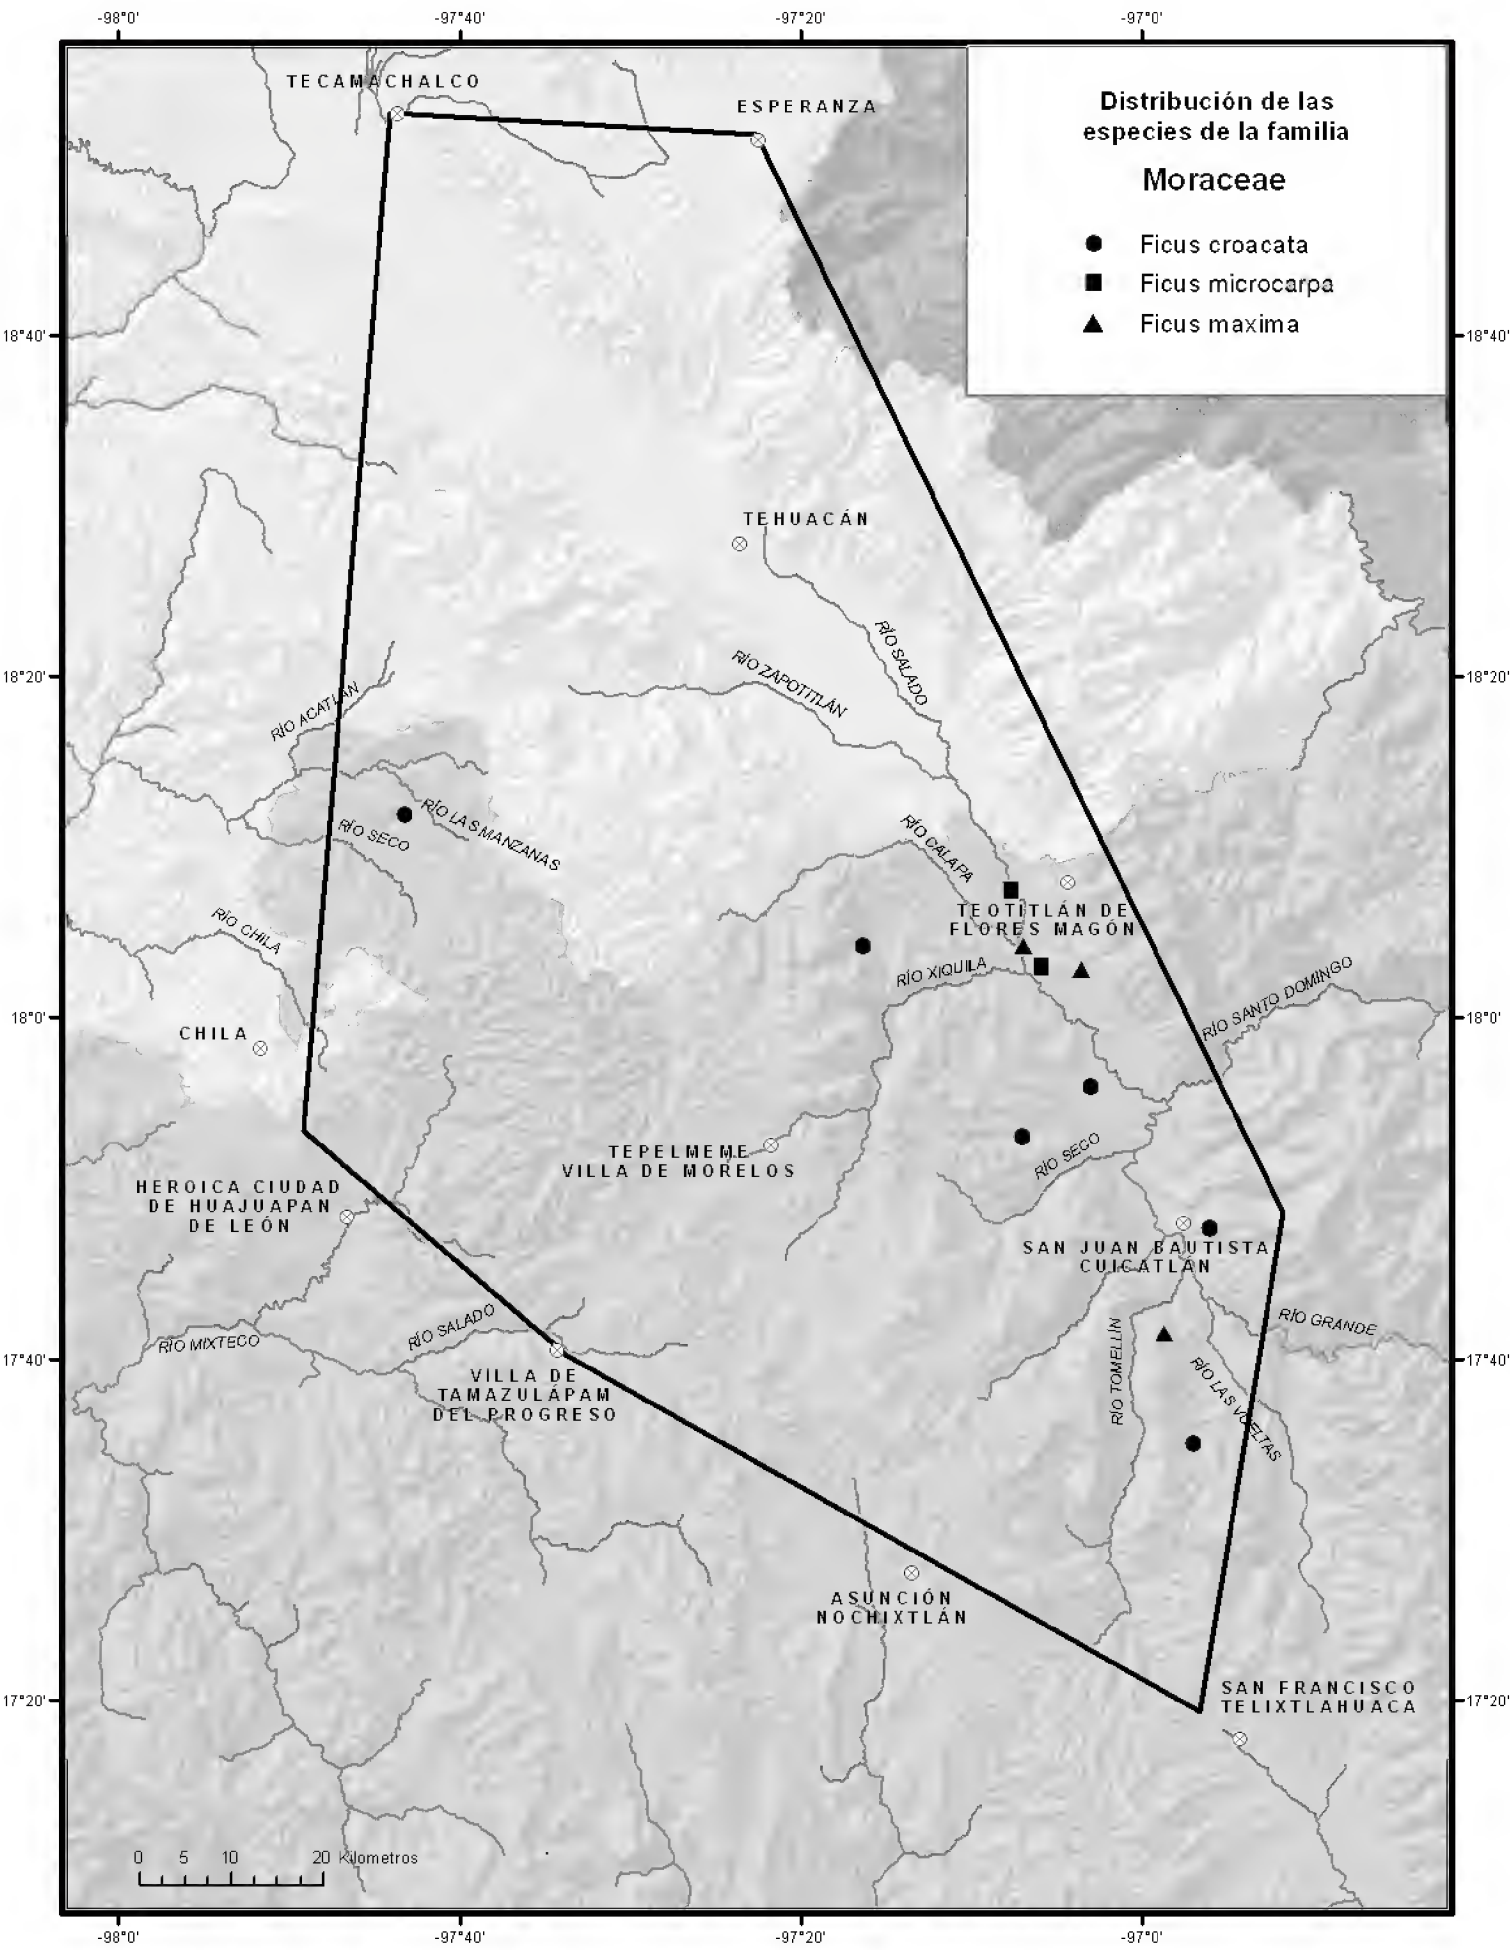 -98°0'
-97°40'
-97°20'
-97°0'
TECAMACHALCO
ESPERANZA
Distribución de las
especies de la familia
Moraceae
Ficus croacata
Ficus microcarpa
Ficus maxima
18°40'
18°40'
TEHUACÁN
RÍO SALADO
RÍO ZAPOTITLÁN
18°20'
18°20'
RÍO ACATLÁN
RÍO LAS MANZANAS
RÍO SECO
RÍO CALAPA
TEOTITLÁN DE
FLORES MAGÓN
RÍO CHILA
RÍO XIQUILA
RÍO SANTO DOMINGO
18°0'
18°0'
CHILA
TEPELMEME
VILLA DE MORELOS
RÍO SECO
HEROICA CIUDAD
DE HUAJUAPAN
DE LEÓN
SAN JUAN BAUTISTA
CUICATLÁN
RÍO SALADO
RÍO MIXTECO
RÍO GRANDE
17°40'
17°40'
RÍO TOMELLÍN
RÍO LAS VUELTAS
VILLA DE
TAMAZULÁPAM
DEL PROGRESO
ASUNCIÓN
NOCHIXTLÁN
17°20'
17°20'
SAN FRANCISCO
TELIXTLAHUACA
0 5 10 20 Kilometros
-98°0'
-97°40'
-97°20'
-97°0'